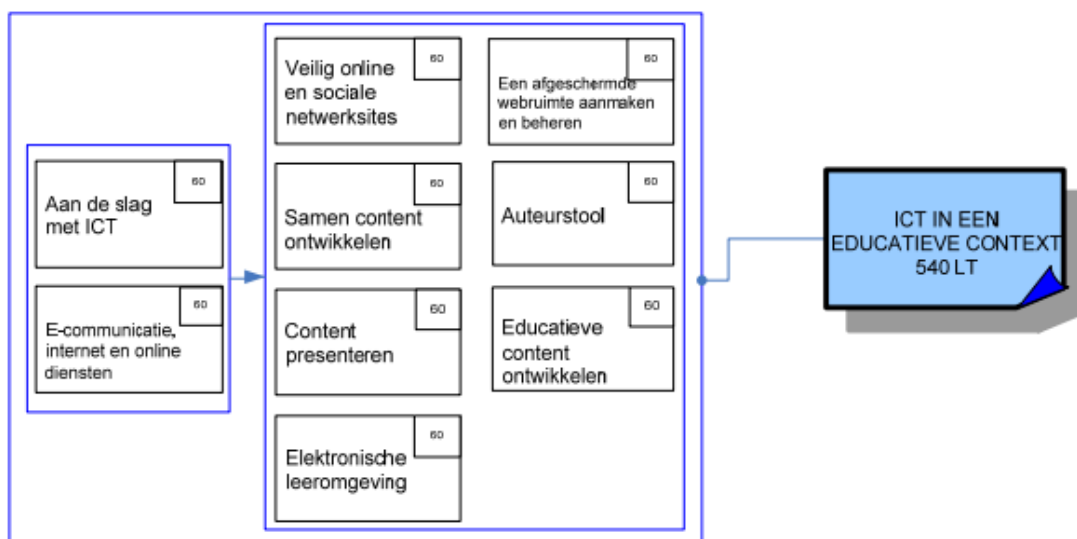 60
Aan de slag
met ICT
60
E-communicatie,
internet en online
diensten
60
Veilig online
en sociale
netwerksites
60
Een afgeschermde
webruimte aanmaken
en beheren
60
Samen content
ontwikkelen
60
Auteurstool
60
Content
presenteren
60
Educatieve
content
ontwikkelen
60
Elektronische
leeromgeving
ICT IN EEN
EDUCATIEVE CONTEXT
540 LT